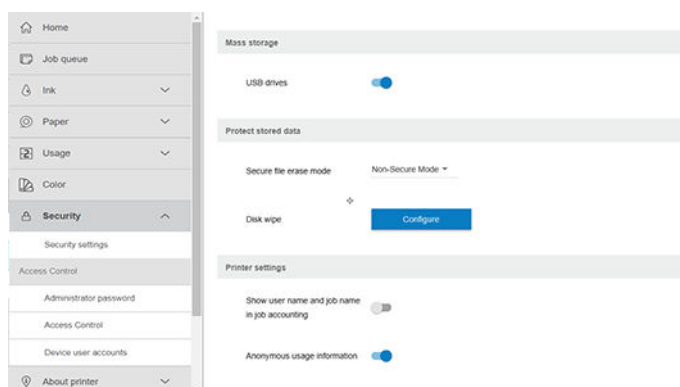 Home
Job queue
Ink
Paper
Usage
Color
Security
Security settings
Access Control
Administrator password
Access Control
Device user accounts
About printer
Mass storage
USB drives
Protect stored data
Secure file erase mode
Non-Secure Mode
Disk wipe
Configure
Printer settings
Show user name and job name
in job accounting
Anonymous usage information